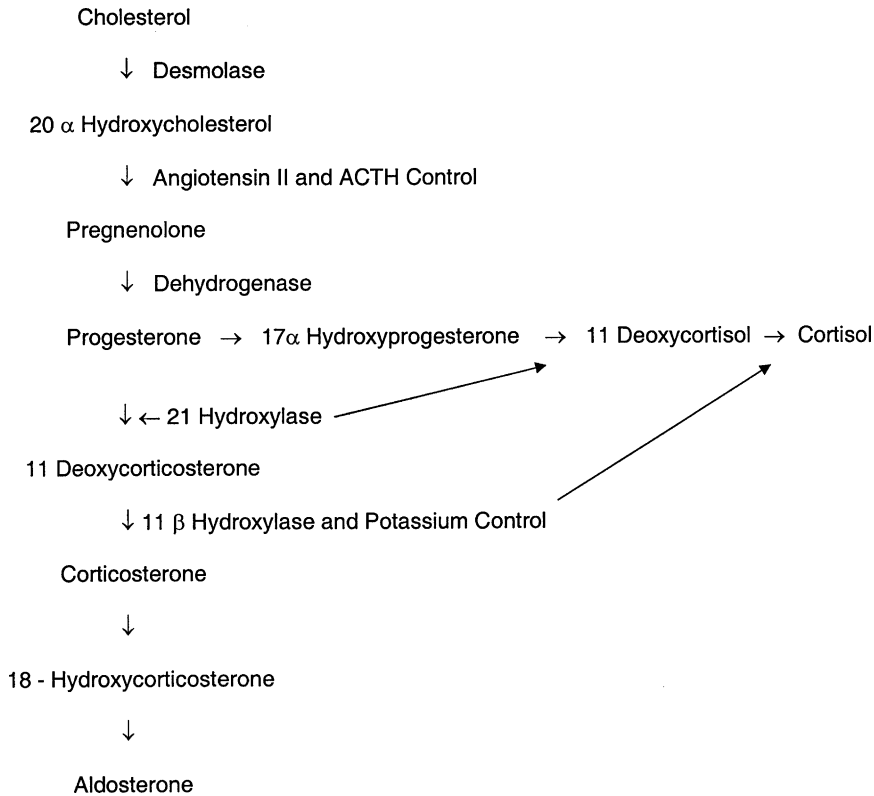 Cholesterol
↓ Desmolase
20 α Hydroxycholesterol
↓ Angiotensin II and ACTH Control
Pregnenolone
↓ Dehydrogenase
Progesterone → 17α Hydroxyprogesterone → 11 Deoxycortisol → Cortisol
↓ ← 21 Hydroxylase
11 Deoxycorticosterone
↓ 11 β Hydroxylase and Potassium Control
Corticosterone
↓
18 - Hydroxycorticosterone
↓
Aldosterone